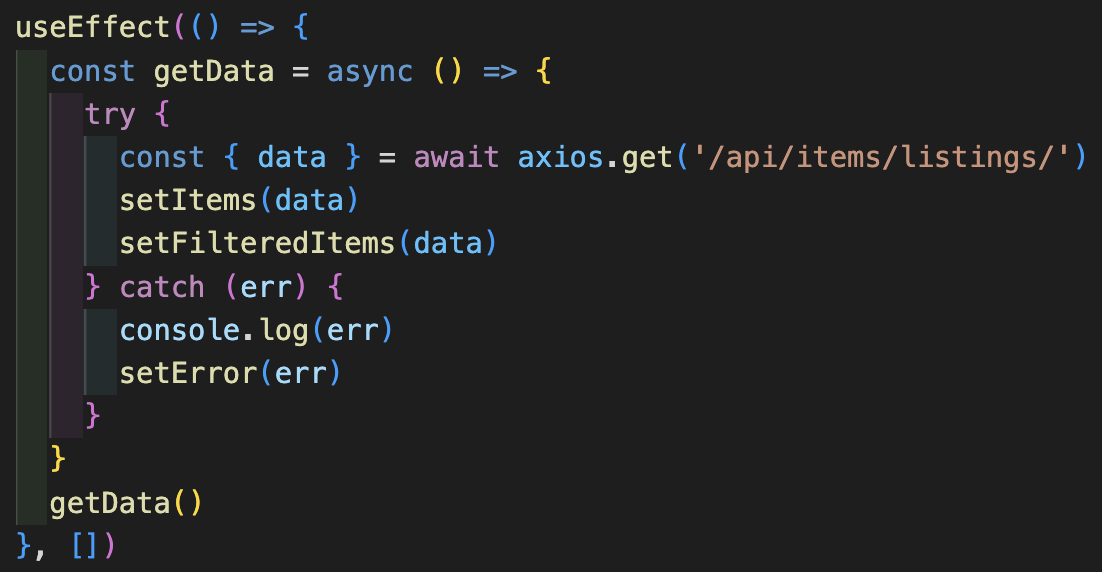 useEffect(() => {
  const getData = async () => {
    try {
      const { data } = await axios.get('/api/items/listings/')
      setItems(data)
      setFilteredItems(data)
    } catch (err) {
      console.log(err)
      setError(err)
    }
  }
  getData()
}, [])